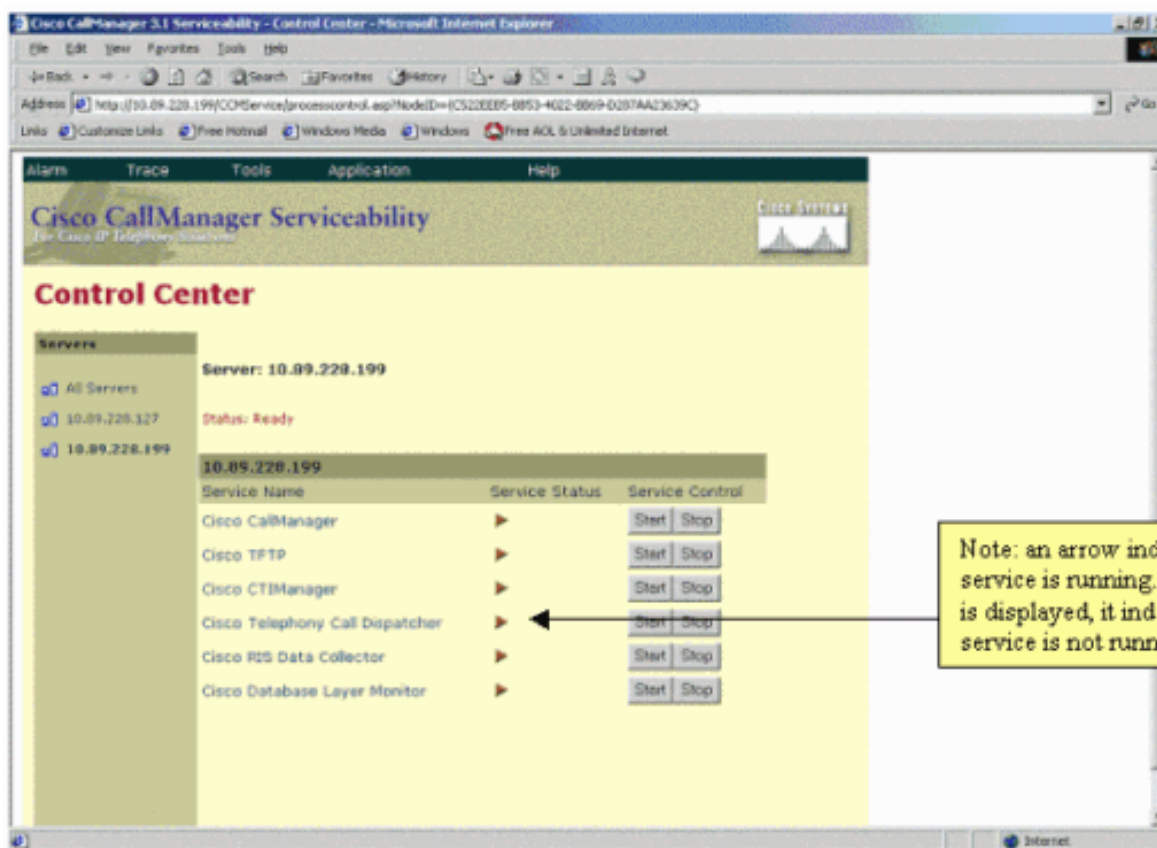 Cisco CallManager 3.1 Serviceability - Control Center - Microsoft Internet Explorer
File Edit View Favorites Tools Help
Back Search Favorites History
Address http://10.89.228.199/CCMService/processcontrol.asp?NodeID= Go
Links Customize Links Free Hotmail Windows Media Windows Free AOL & Unlimited Internet
Alarm Trace Tools Application Help
Cisco CallManager Serviceability
For Cisco IP Telephony Solutions
Cisco Systems
Control Center
Servers
All Servers
10.89.228.127
10.89.228.199
Server: 10.89.228.199
Status: Ready
10.89.228.199
Service Name Service Status Service Control
Cisco CallManager Start Stop
Cisco TFTP Start Stop
Cisco CTIManager Start Stop
Cisco Telephony Call Dispatcher Start Stop
Cisco RIS Data Collector Start Stop
Cisco Database Layer Monitor Start Stop
Note: an arrow ind
service is running.
is displayed, it ind
service is not runn
Internet